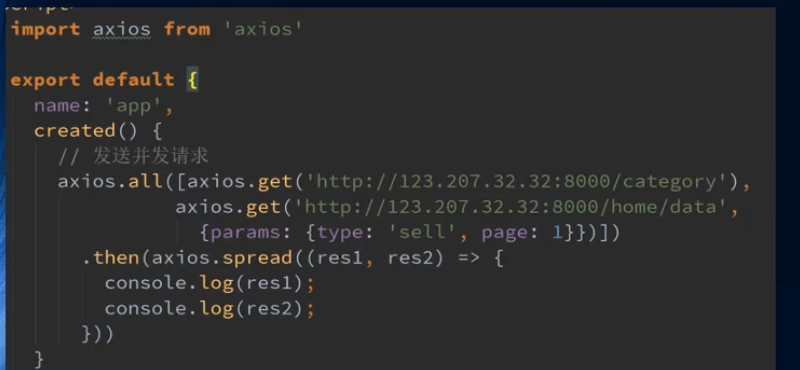 import axios from 'axios'
export default {
name: 'app',
created() {
// 发送并发请求
axios.all([axios.get('http://123.207.32.32:8000/category'),
axios.get('http://123.207.32.32:8000/home/data',
{params: {type: 'sell', page: 1}})])
.then(axios.spread((res1, res2) => {
console.log(res1);
console.log(res2);
}))
}